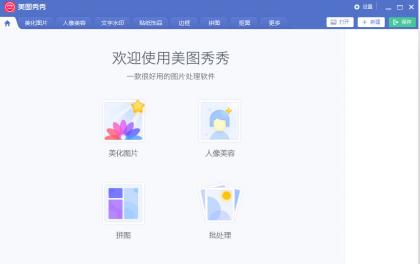 美图秀秀
设置
美化图片 人像美容 文字水印 贴纸饰品 边框 拼图 抠图 更多
打开 新建 保存
欢迎使用美图秀秀
一款很好用的图片处理软件
美化图片 人像美容
拼图 批处理